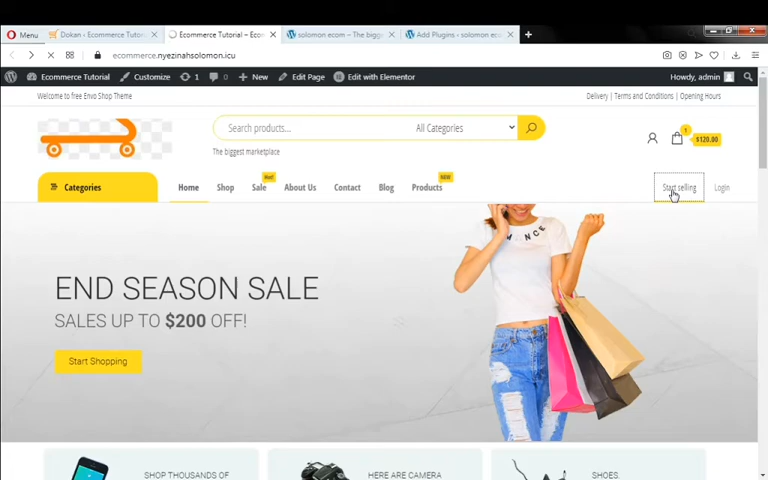 Menu
Dokan ‹ Ecommerce Tutor
Ecommerce Tutorial – Eco
solomon ecom – The bigg
Add Plugins ‹ solomon ec
ecommerce.nyezinahsolomon.icu
Ecommerce Tutorial Customize 1 0 New Edit Page Edit with Elementor Howdy, admin
Welcome to free Envo Shop Theme
Delivery | Terms and Conditions | Opening Hours
Search products... All Categories
The biggest marketplace
1
$120.00
Categories
Home Shop Sale Hot! About Us Contact Blog Products NEW
Start selling Login
NCE
END SEASON SALE
SALES UP TO $200 OFF!
Start Shopping
SHOP THOUSANDS OF
HERE ARE CAMERA
SHOES.